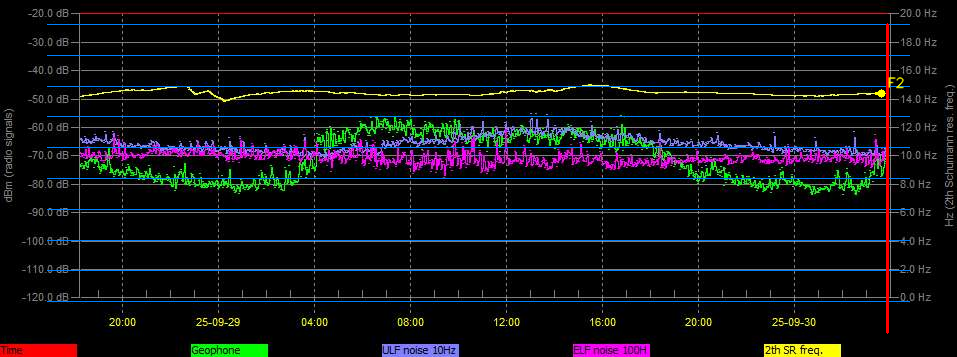 -20.0 dB 20.0 Hz
-30.0 dB 18.0 Hz
-40.0 dB 16.0 Hz
F2
-50.0 dB 14.0 Hz
-60.0 dB 12.0 Hz
-70.0 dB 10.0 Hz
-80.0 dB 8.0 Hz
-90.0 dB 6.0 Hz
-100.0 dB 4.0 Hz
-110.0 dB 2.0 Hz
-120.0 dB 0.0 Hz
dBm (radio signals)
Hz (2th Schumann res. freq.)
20:00 25-09-29 04:00 08:00 12:00 16:00 20:00 25-09-30
Time Geophone ULF noise 10Hz ELF noise 100H 2th SR freq.